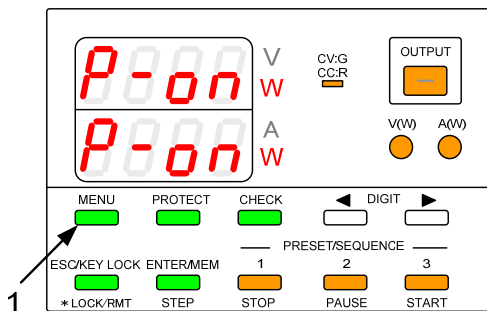 P-on V
W
P-on A
W
CV:G
CC:R
OUTPUT
V(W) A(W)
MENU PROTECT CHECK ◀ DIGIT ▶
PRESET/SEQUENCE
ESC/KEY LOCK ENTER/MEM 1 2 3
*LOCK/RMT STEP STOP PAUSE START
1